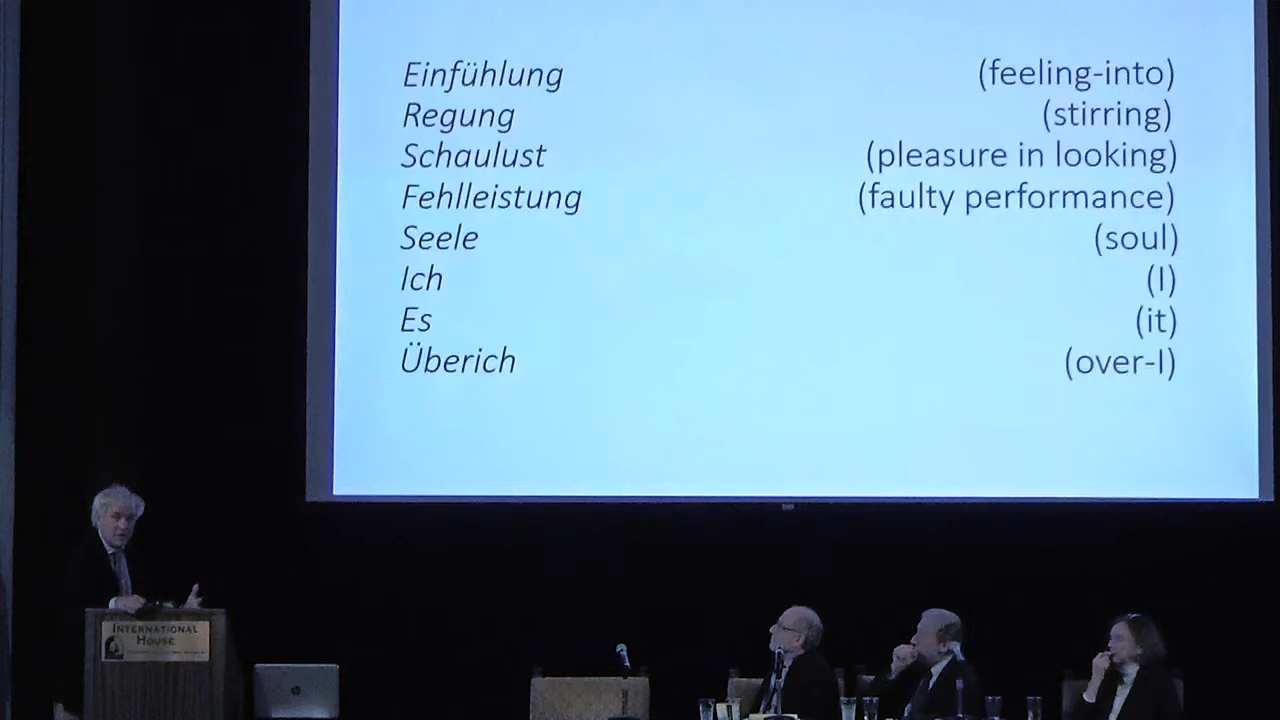 Einfühlung (feeling-into)
Regung (stirring)
Schaulust (pleasure in looking)
Fehlleistung (faulty performance)
Seele (soul)
Ich (I)
Es (it)
Überich (over-I)
INTERNATIONAL
HOUSE